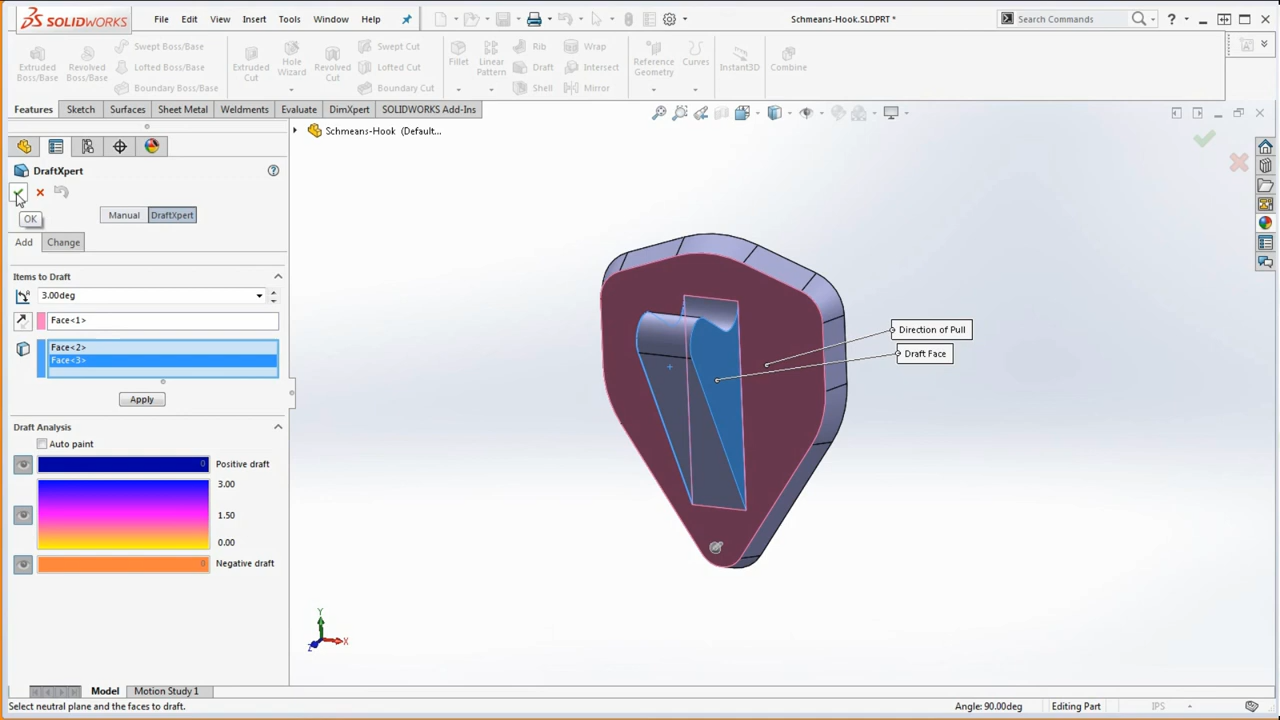 SOLIDWORKS
File Edit View Insert Tools Window Help
Schmeans-Hook.SLDPRT *
Search Commands
Extruded Boss/Base
Revolved Boss/Base
Swept Boss/Base
Lofted Boss/Base
Boundary Boss/Base
Extruded Cut
Hole Wizard
Revolved Cut
Swept Cut
Lofted Cut
Boundary Cut
Fillet
Linear Pattern
Rib
Draft
Shell
Wrap
Intersect
Mirror
Reference Geometry
Curves
Instant3D
Combine
Features Sketch Surfaces Sheet Metal Weldments Evaluate DimXpert SOLIDWORKS Add-Ins
Schmeans-Hook (Default...
DraftXpert
OK
Manual DraftXpert
Add Change
Items to Draft
3.00deg
Face<1>
Face<2>
Face<3>
Apply
Draft Analysis
Auto paint
0 Positive draft
3.00
1.50
0.00
0 Negative draft
Direction of Pull
Draft Face
Y
X
Z
Model Motion Study 1
Select neutral plane and the faces to draft.
Angle: 90.00deg Editing Part IPS